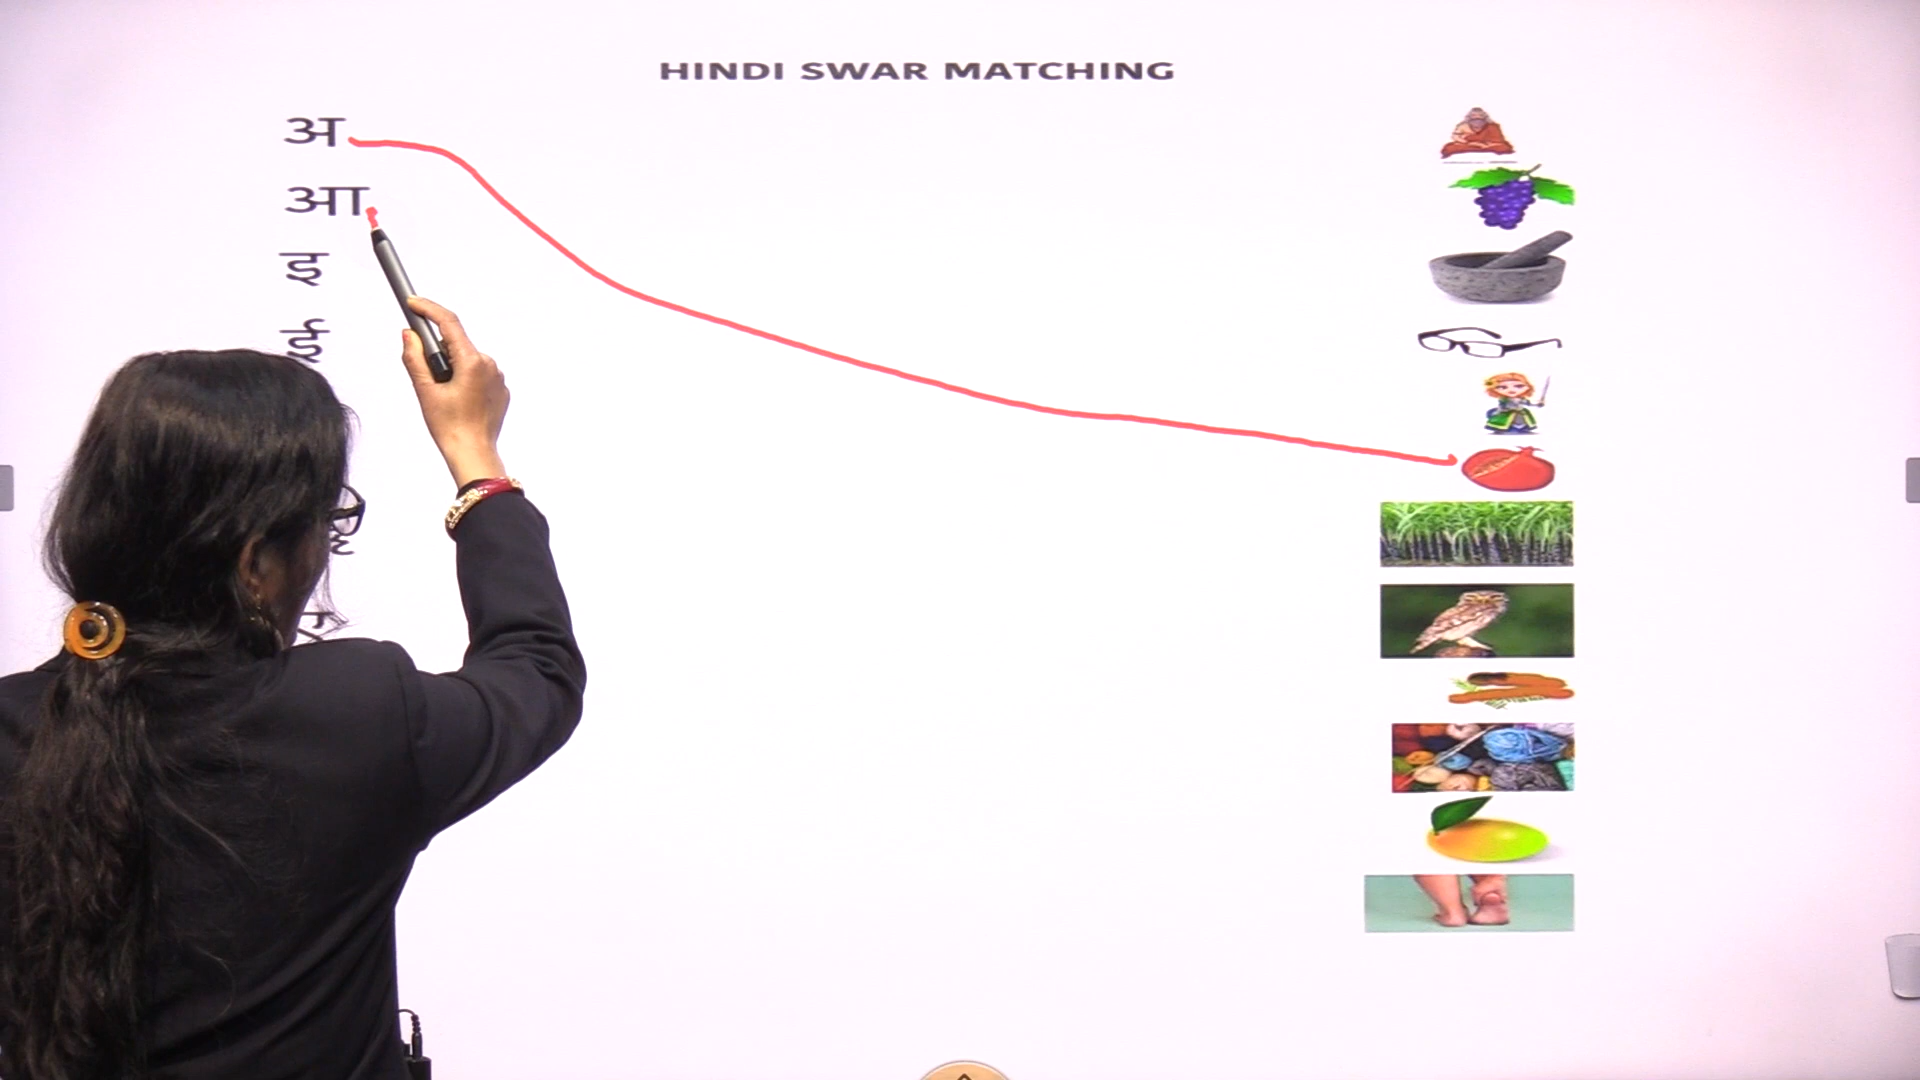 HINDI SWAR MATCHING
अ
आ
इ
ई